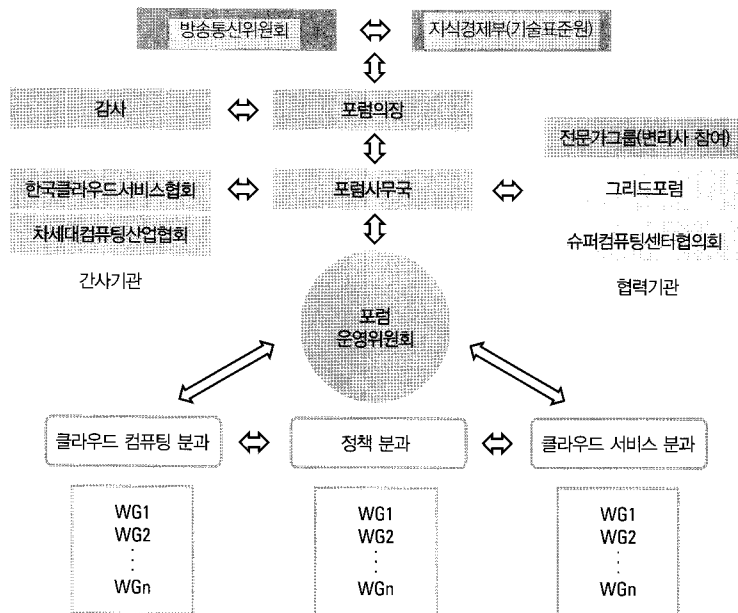 방송통신위원회
지식경제부(기술표준원)
감사
포럼의장
전문가그룹(변리사 참여)
한국클라우드서비스협회
포럼사무국
그리드포럼
차세대컴퓨팅산업협회
슈퍼컴퓨팅센터협의회
간사기관
협력기관
포럼
운영위원회
클라우드 컴퓨팅 분과
정책 분과
클라우드 서비스 분과
WG1
WG2
⋮
WGn
WG1
WG2
⋮
WGn
WG1
WG2
⋮
WGn